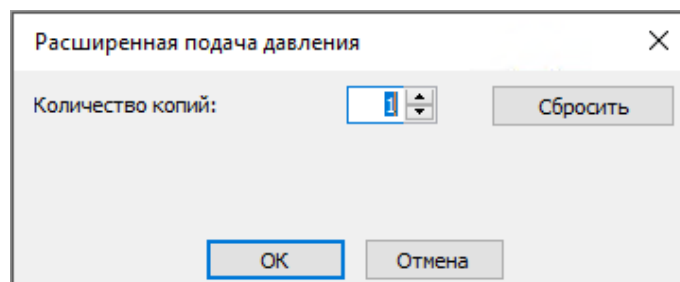 Расширенная подача давления
Количество копий: 1 Сбросить
OK Отмена